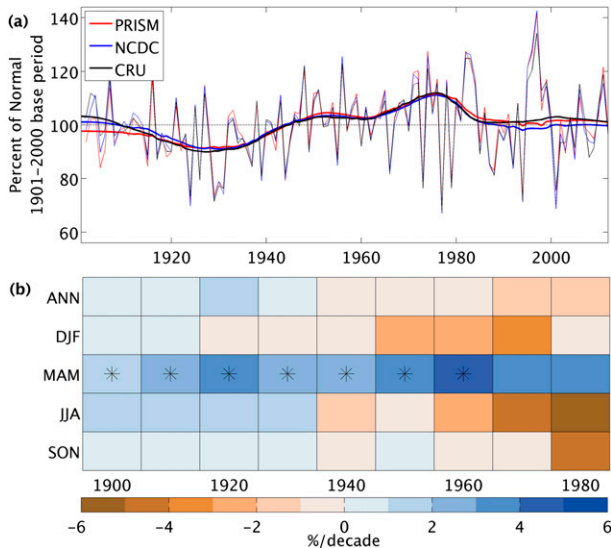 (a)
PRISM
NCDC
CRU
Percent of Normal
1901–2000 base period
140
120
100
80
60
1920 1940 1960 1980 2000
(b)
ANN
DJF
MAM
JJA
SON
1900 1920 1940 1960 1980
-6 -4 -2 0 2 4 6
%/decade